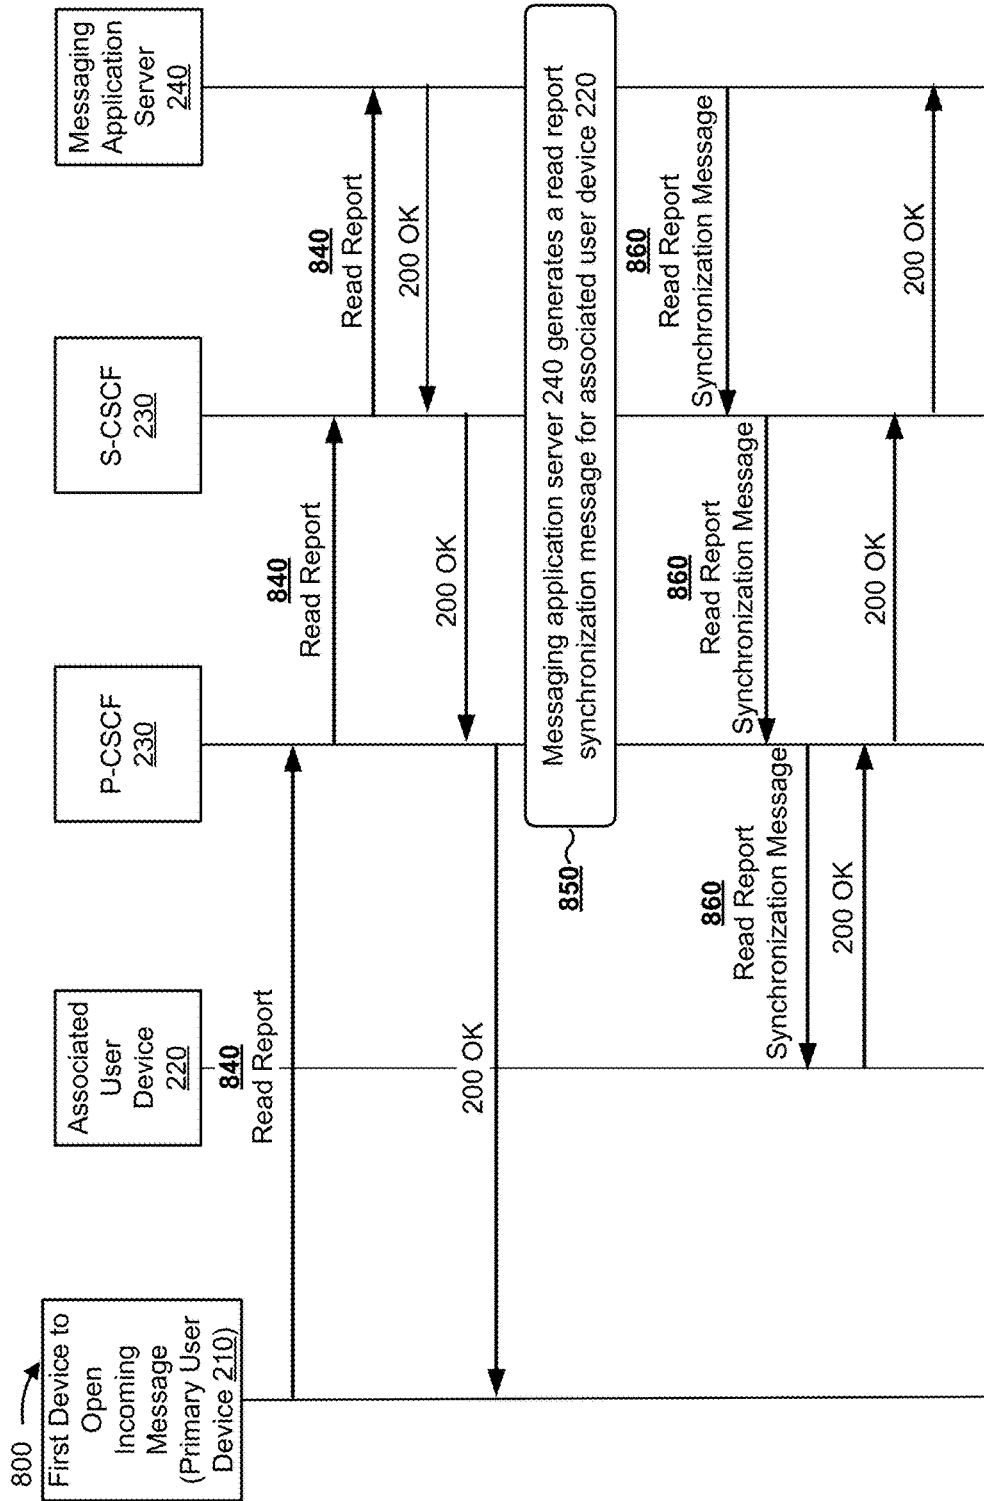 800
First Device to
Open
Incoming
Message
(Primary User
Device 210)
Associated
User
Device
220
P-CSCF
230
S-CSCF
230
Messaging
Application
Server
240
840
Read Report
840
Read Report
840
Read Report
200 OK
200 OK
200 OK
850
Messaging application server 240 generates a read report
synchronization message for associated user device 220
860
Read Report
Synchronization Message
860
Read Report
Synchronization Message
860
Read Report
Synchronization Message
200 OK
200 OK
200 OK